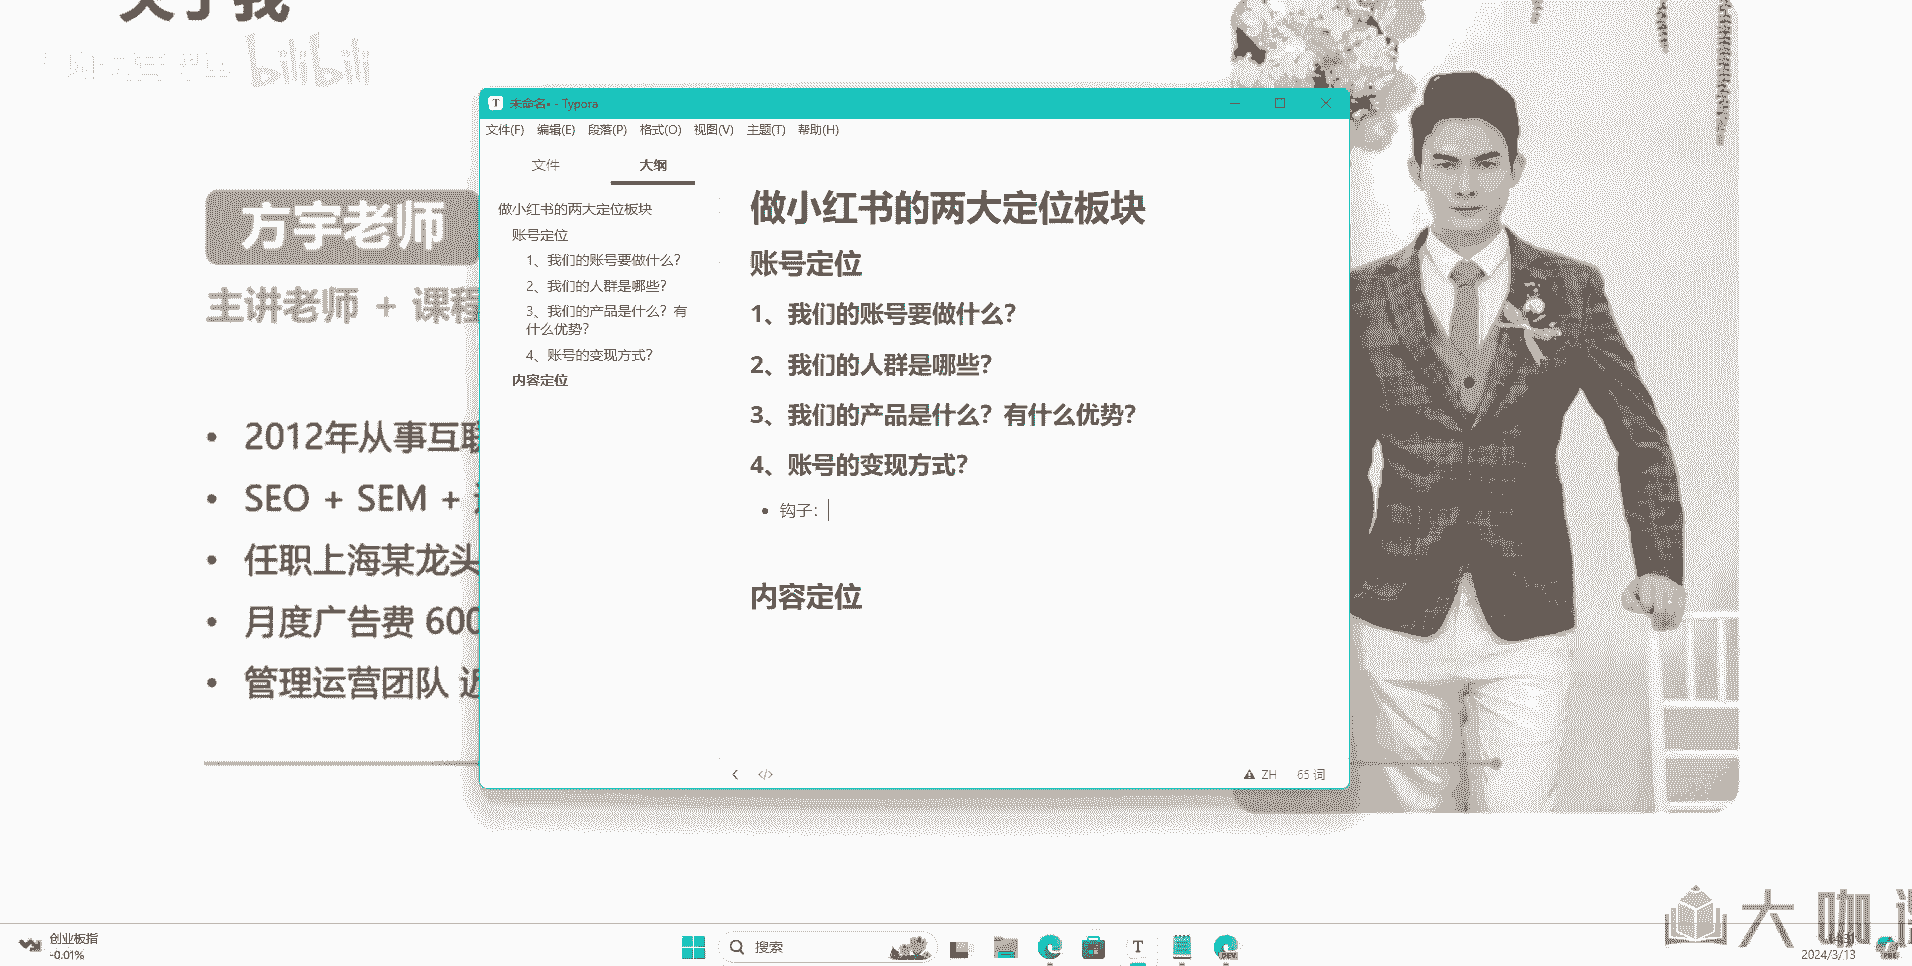 关于我
bilibili
方宇老师
主讲老师 + 课程
• 2012年从事互联
• SEO + SEM +
• 任职上海某龙头
• 月度广告费 600
• 管理运营团队 近
未命名• - Typora
文件(F) 编辑(E) 段落(P) 格式(O) 视图(V) 主题(T) 帮助(H)
文件 大纲
做小红书的两大定位板块
账号定位
1、我们的账号要做什么?
2、我们的人群是哪些?
3、我们的产品是什么? 有
什么优势?
4、账号的变现方式?
内容定位
做小红书的两大定位板块
账号定位
1、我们的账号要做什么?
2、我们的人群是哪些?
3、我们的产品是什么? 有什么优势?
4、账号的变现方式?
• 钩子:
内容定位
</> ZH 65 词
大咖
创业板指
-0.01%
搜索
T
DEV
2024/3/13
PRE